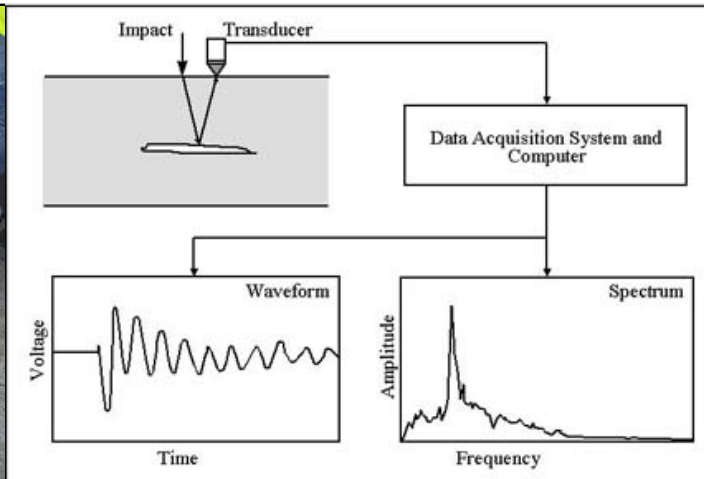 Impact
Transducer
Data Acquisition System and
Computer
Waveform
Voltage
Time
Spectrum
Amplitude
Frequency